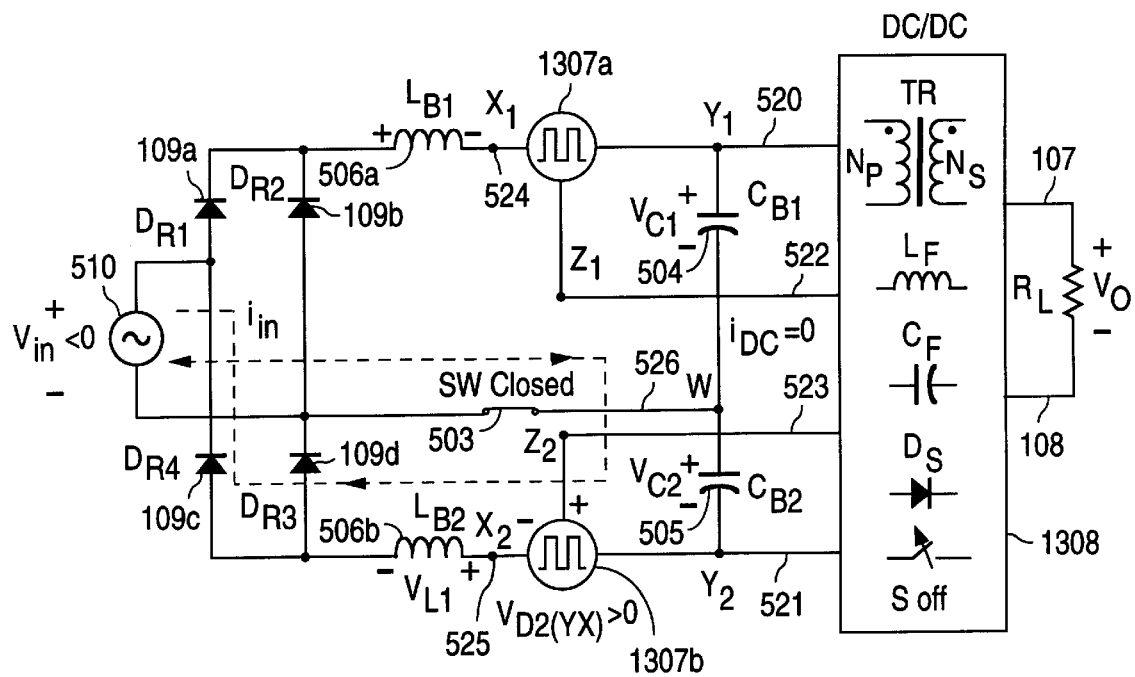 DC/DC
1307a
L_B1
X_1
Y_1
520
TR
109a
+
-
506a
524
N_P
N_S
107
D_R2
109b
V_C1
+
-
C_B1
504
D_R1
Z_1
522
510
L_F
R_L
+
V_O
-
+
V_in <0
-
i_in
i_DC =0
C_F
SW Closed
526
W
523
503
Z_2
108
D_R4
109d
V_C2
+
-
C_B2
D_S
109c
D_R3
506b
L_B2
X_2
-
+
505
1308
-
V_L1
+
525
V_D2(YX) >0
Y_2
521
S off
1307b